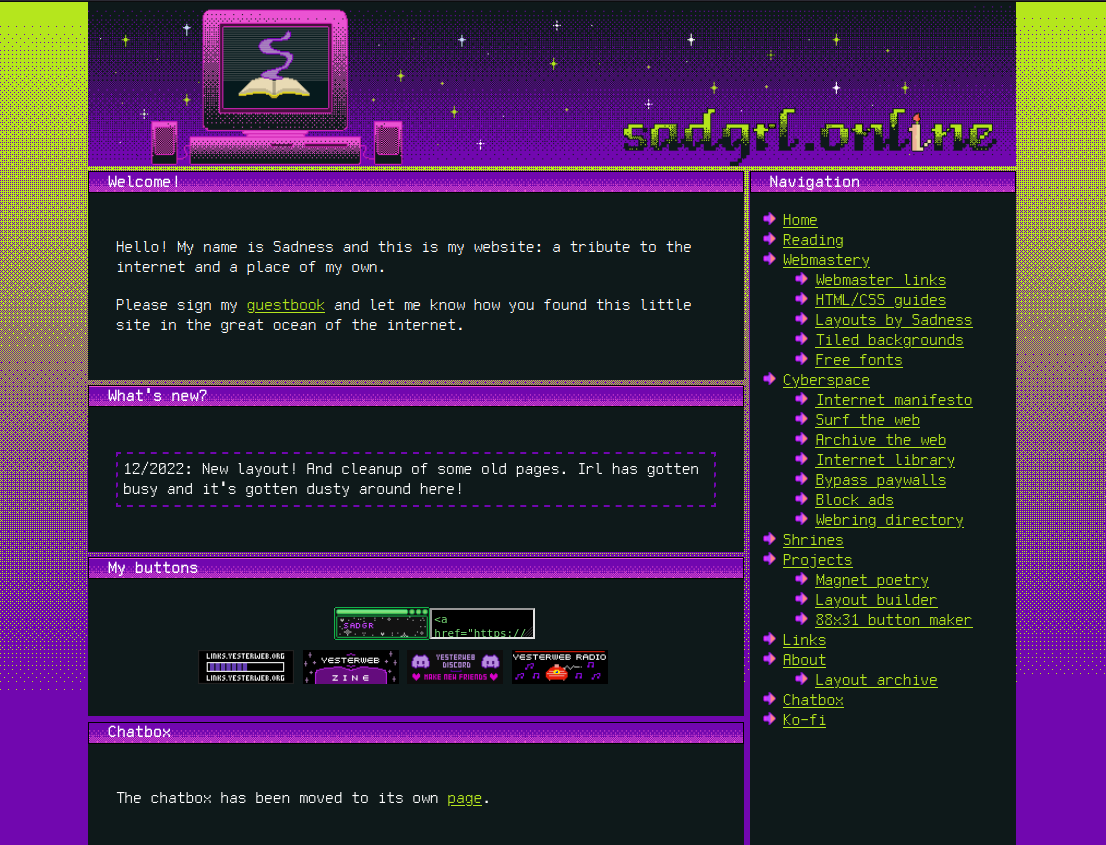 sadgrl.online
Welcome!
Hello! My name is Sadness and this is my website: a tribute to the
internet and a place of my own.
Please sign my guestbook and let me know how you found this little
site in the great ocean of the internet.
What's new?
12/2022: New layout! And cleanup of some old pages. Irl has gotten
busy and it's gotten dusty around here!
My buttons
SADGR
<a
href="https://
LINKS.YESTERWEB.ORG
LINKS.YESTERWEB.ORG
YESTERWEB
ZINE
YESTERWEB
DISCORD
MAKE NEW FRIENDS
YESTERWEB RADIO
Chatbox
The chatbox has been moved to its own page.
Navigation
Home
Reading
Webmastery
Webmaster links
HTML/CSS guides
Layouts by Sadness
Tiled backgrounds
Free fonts
Cyberspace
Internet manifesto
Surf the web
Archive the web
Internet library
Bypass paywalls
Block ads
Webring directory
Shrines
Projects
Magnet poetry
Layout builder
88x31 button maker
Links
About
Layout archive
Chatbox
Ko-fi